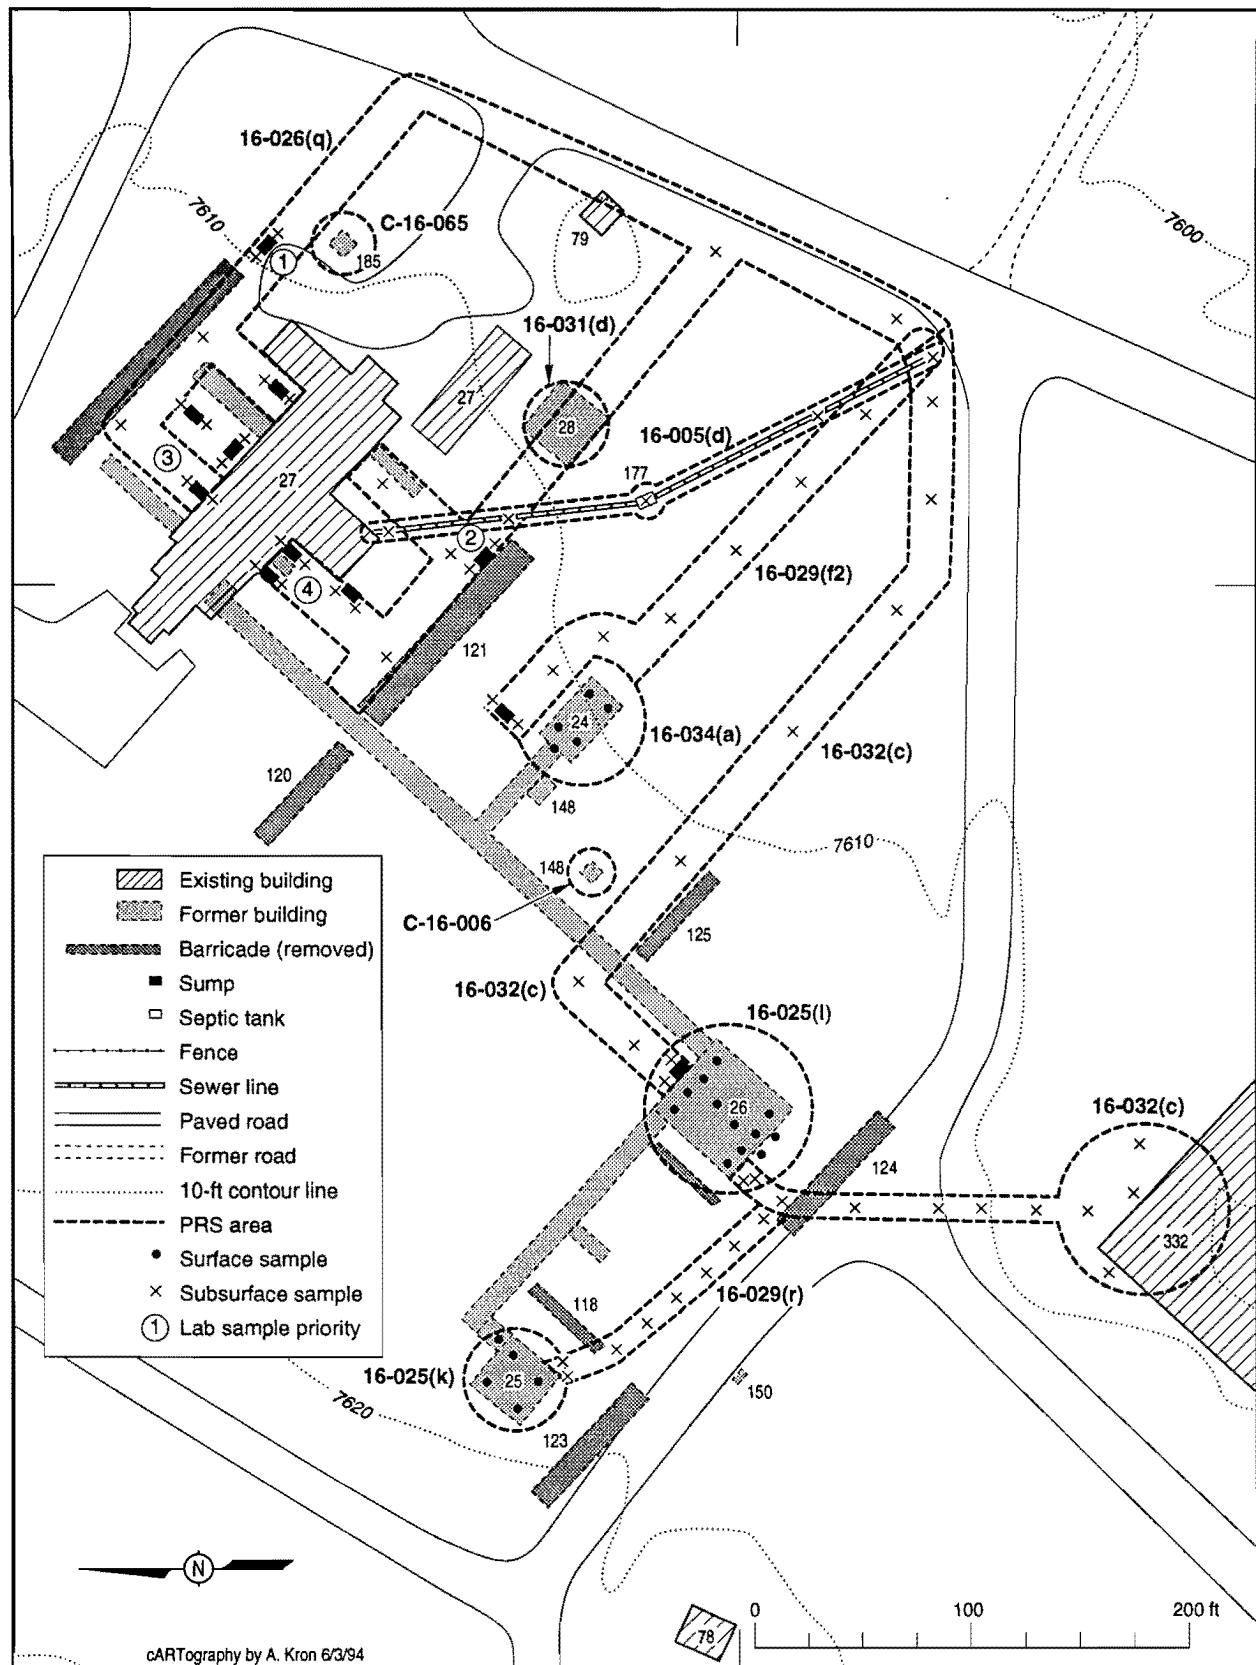 16-026(q)
7610
C-16-065
185
1
79
7600
16-031(d)
27
28
16-005(d)
177
3
27
2
4
16-029(f2)
121
24
16-034(a)
16-032(c)
120
148
7610
148
C-16-006
125
16-032(c)
16-025(l)
26
124
16-032(c)
332
16-029(r)
118
16-025(k)
25
7620
150
123
Existing building
Former building
Barricade (removed)
Sump
Septic tank
Fence
Sewer line
Paved road
Former road
10-ft contour line
PRS area
Surface sample
Subsurface sample
1 Lab sample priority
N
0 100 200 ft
78
cARTography by A. Kron 6/3/94